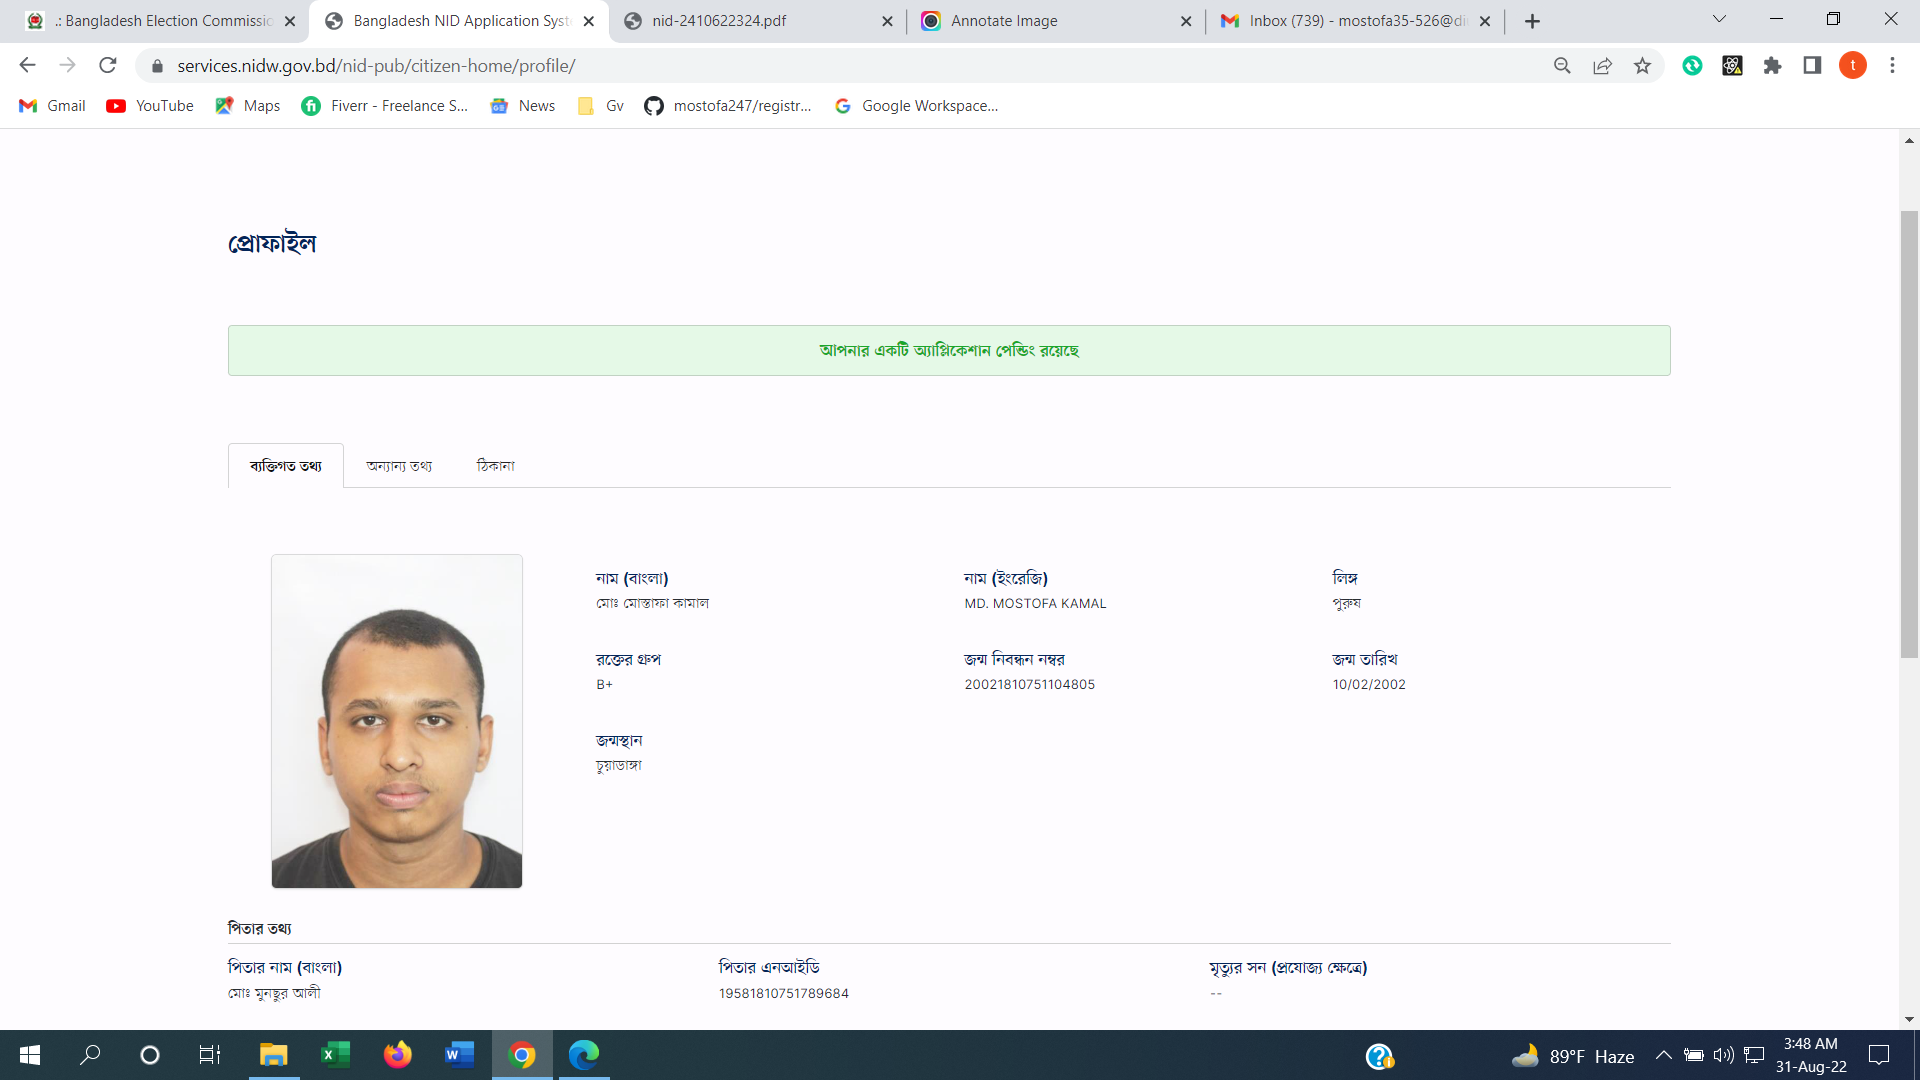 .: Bangladesh Election Commissio
Bangladesh NID Application Syst
nid-2410622324.pdf
Annotate Image
Inbox (739) - mostofa35-526@di
services.nidw.gov.bd/nid-pub/citizen-home/profile/
t
Gmail
YouTube
Maps
Fiverr - Freelance S...
News
Gv
mostofa247/registr...
Google Workspace...
প্রোফাইল
আপনার একটি অ্যাপ্লিকেশান পেন্ডিং রয়েছে
ব্যক্তিগত তথ্য
অন্যান্য তথ্য
ঠিকানা
নাম (বাংলা)
মোঃ মোস্তাফা কামাল
নাম (ইংরেজি)
MD. MOSTOFA KAMAL
লিঙ্গ
পুরুষ
রক্তের গ্রুপ
B+
জন্ম নিবন্ধন নম্বর
20021810751104805
জন্ম তারিখ
10/02/2002
জন্মস্থান
চুয়াডাঙ্গা
পিতার তথ্য
পিতার নাম (বাংলা)
মোঃ মুনছুর আলী
পিতার এনআইডি
19581810751789684
মৃত্যুর সন (প্রযোজ্য ক্ষেত্রে)
--
89°F Haze
3:48 AM
31-Aug-22